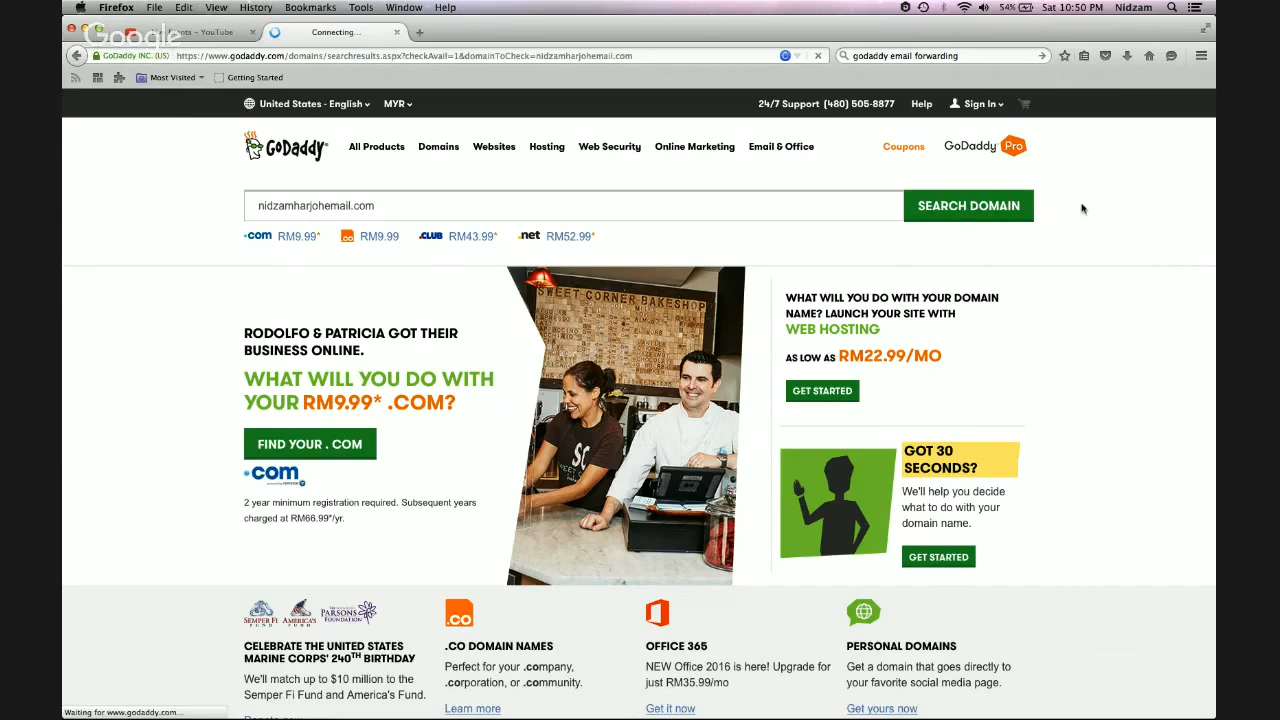 Firefox File Edit View History Bookmarks Tools Window Help
54% Sat 10:50 PM Nidzam
Google
nts - YouTube
Connecting...
GoDaddy INC. (US) https://www.godaddy.com/domains/searchresults.aspx?checkAvail=1&domainToCheck=nidzamharjohemail.com
godaddy email forwarding
Most Visited Getting Started
United States - English MYR
24/7 Support (480) 505-8877 Help Sign In
GoDaddy All Products Domains Websites Hosting Web Security Online Marketing Email & Office Coupons GoDaddy Pro
nidzamharjohemail.com SEARCH DOMAIN
.com RM9.99* .co RM9.99 .CLUB RM43.99* .net RM52.99*
RODOLFO & PATRICIA GOT THEIR
BUSINESS ONLINE.
WHAT WILL YOU DO WITH
YOUR RM9.99* .COM?
FIND YOUR . COM
.com
2 year minimum registration required. Subsequent years
charged at RM66.99*/yr.
SWEET CORNER BAKESHOP
SC
WHAT WILL YOU DO WITH YOUR DOMAIN
NAME? LAUNCH YOUR SITE WITH
WEB HOSTING
AS LOW AS RM22.99/MO
GET STARTED
GOT 30
SECONDS?
We'll help you decide
what to do with your
domain name.
GET STARTED
SEMPER FI FUND AMERICA'S FUND PARSONS FOUNDATION
CELEBRATE THE UNITED STATES
MARINE CORPS' 240TH BIRTHDAY
We'll match up to $10 million to the
Semper Fi Fund and America's Fund.
.co
.CO DOMAIN NAMES
Perfect for your .company,
.corporation, or .community.
Learn more
OFFICE 365
NEW Office 2016 is here! Upgrade for
just RM35.99/mo
Get it now
PERSONAL DOMAINS
Get a domain that goes directly to
your favorite social media page.
Get yours now
Waiting for www.godaddy.com...